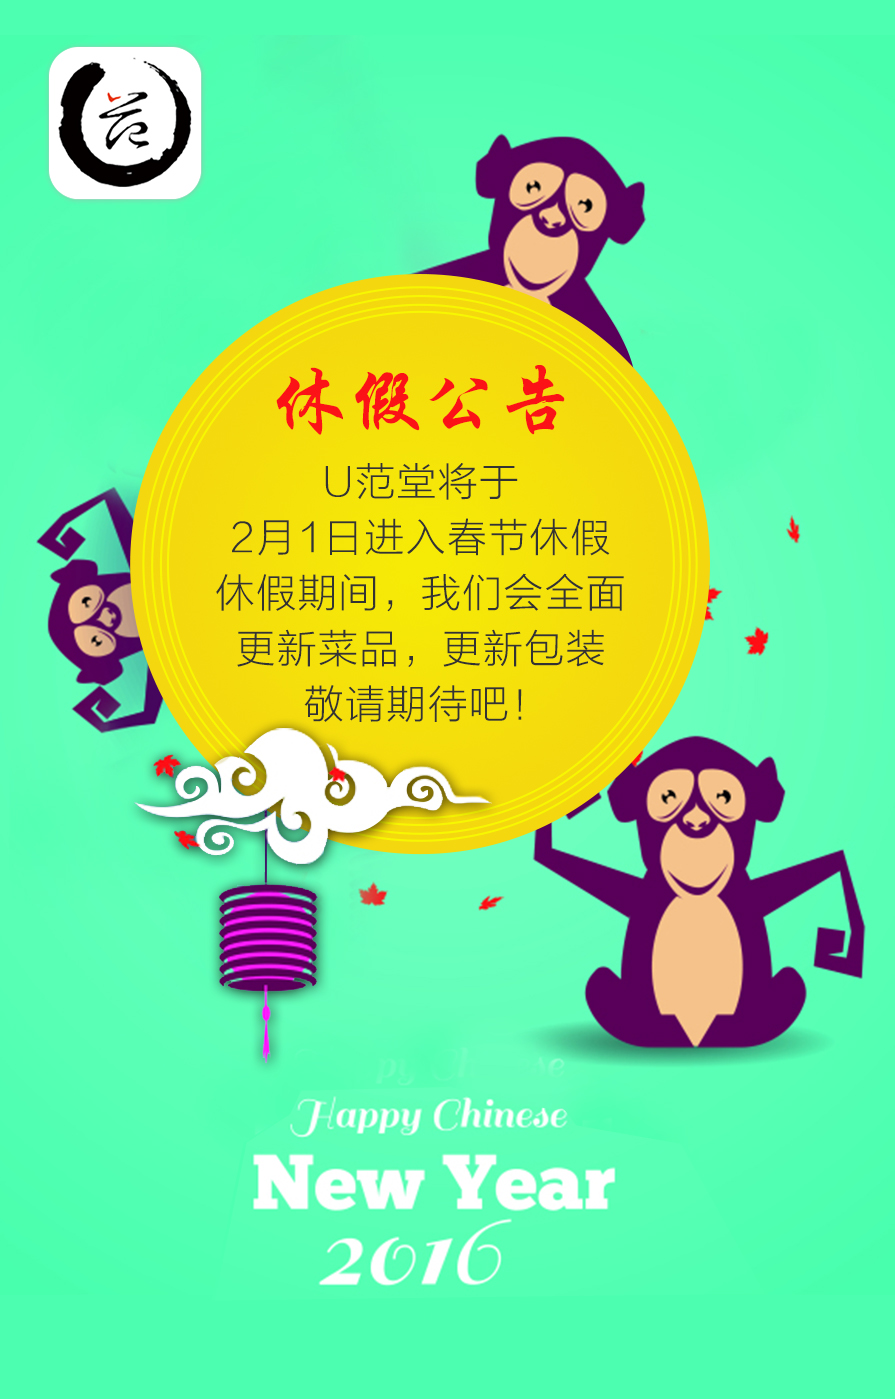 范
休假公告
U范堂将于
2月1日进入春节休假
休假期间，我们会全面
更新菜品，更新包装
敬请期待吧！
Happy Chinese
New Year
2016